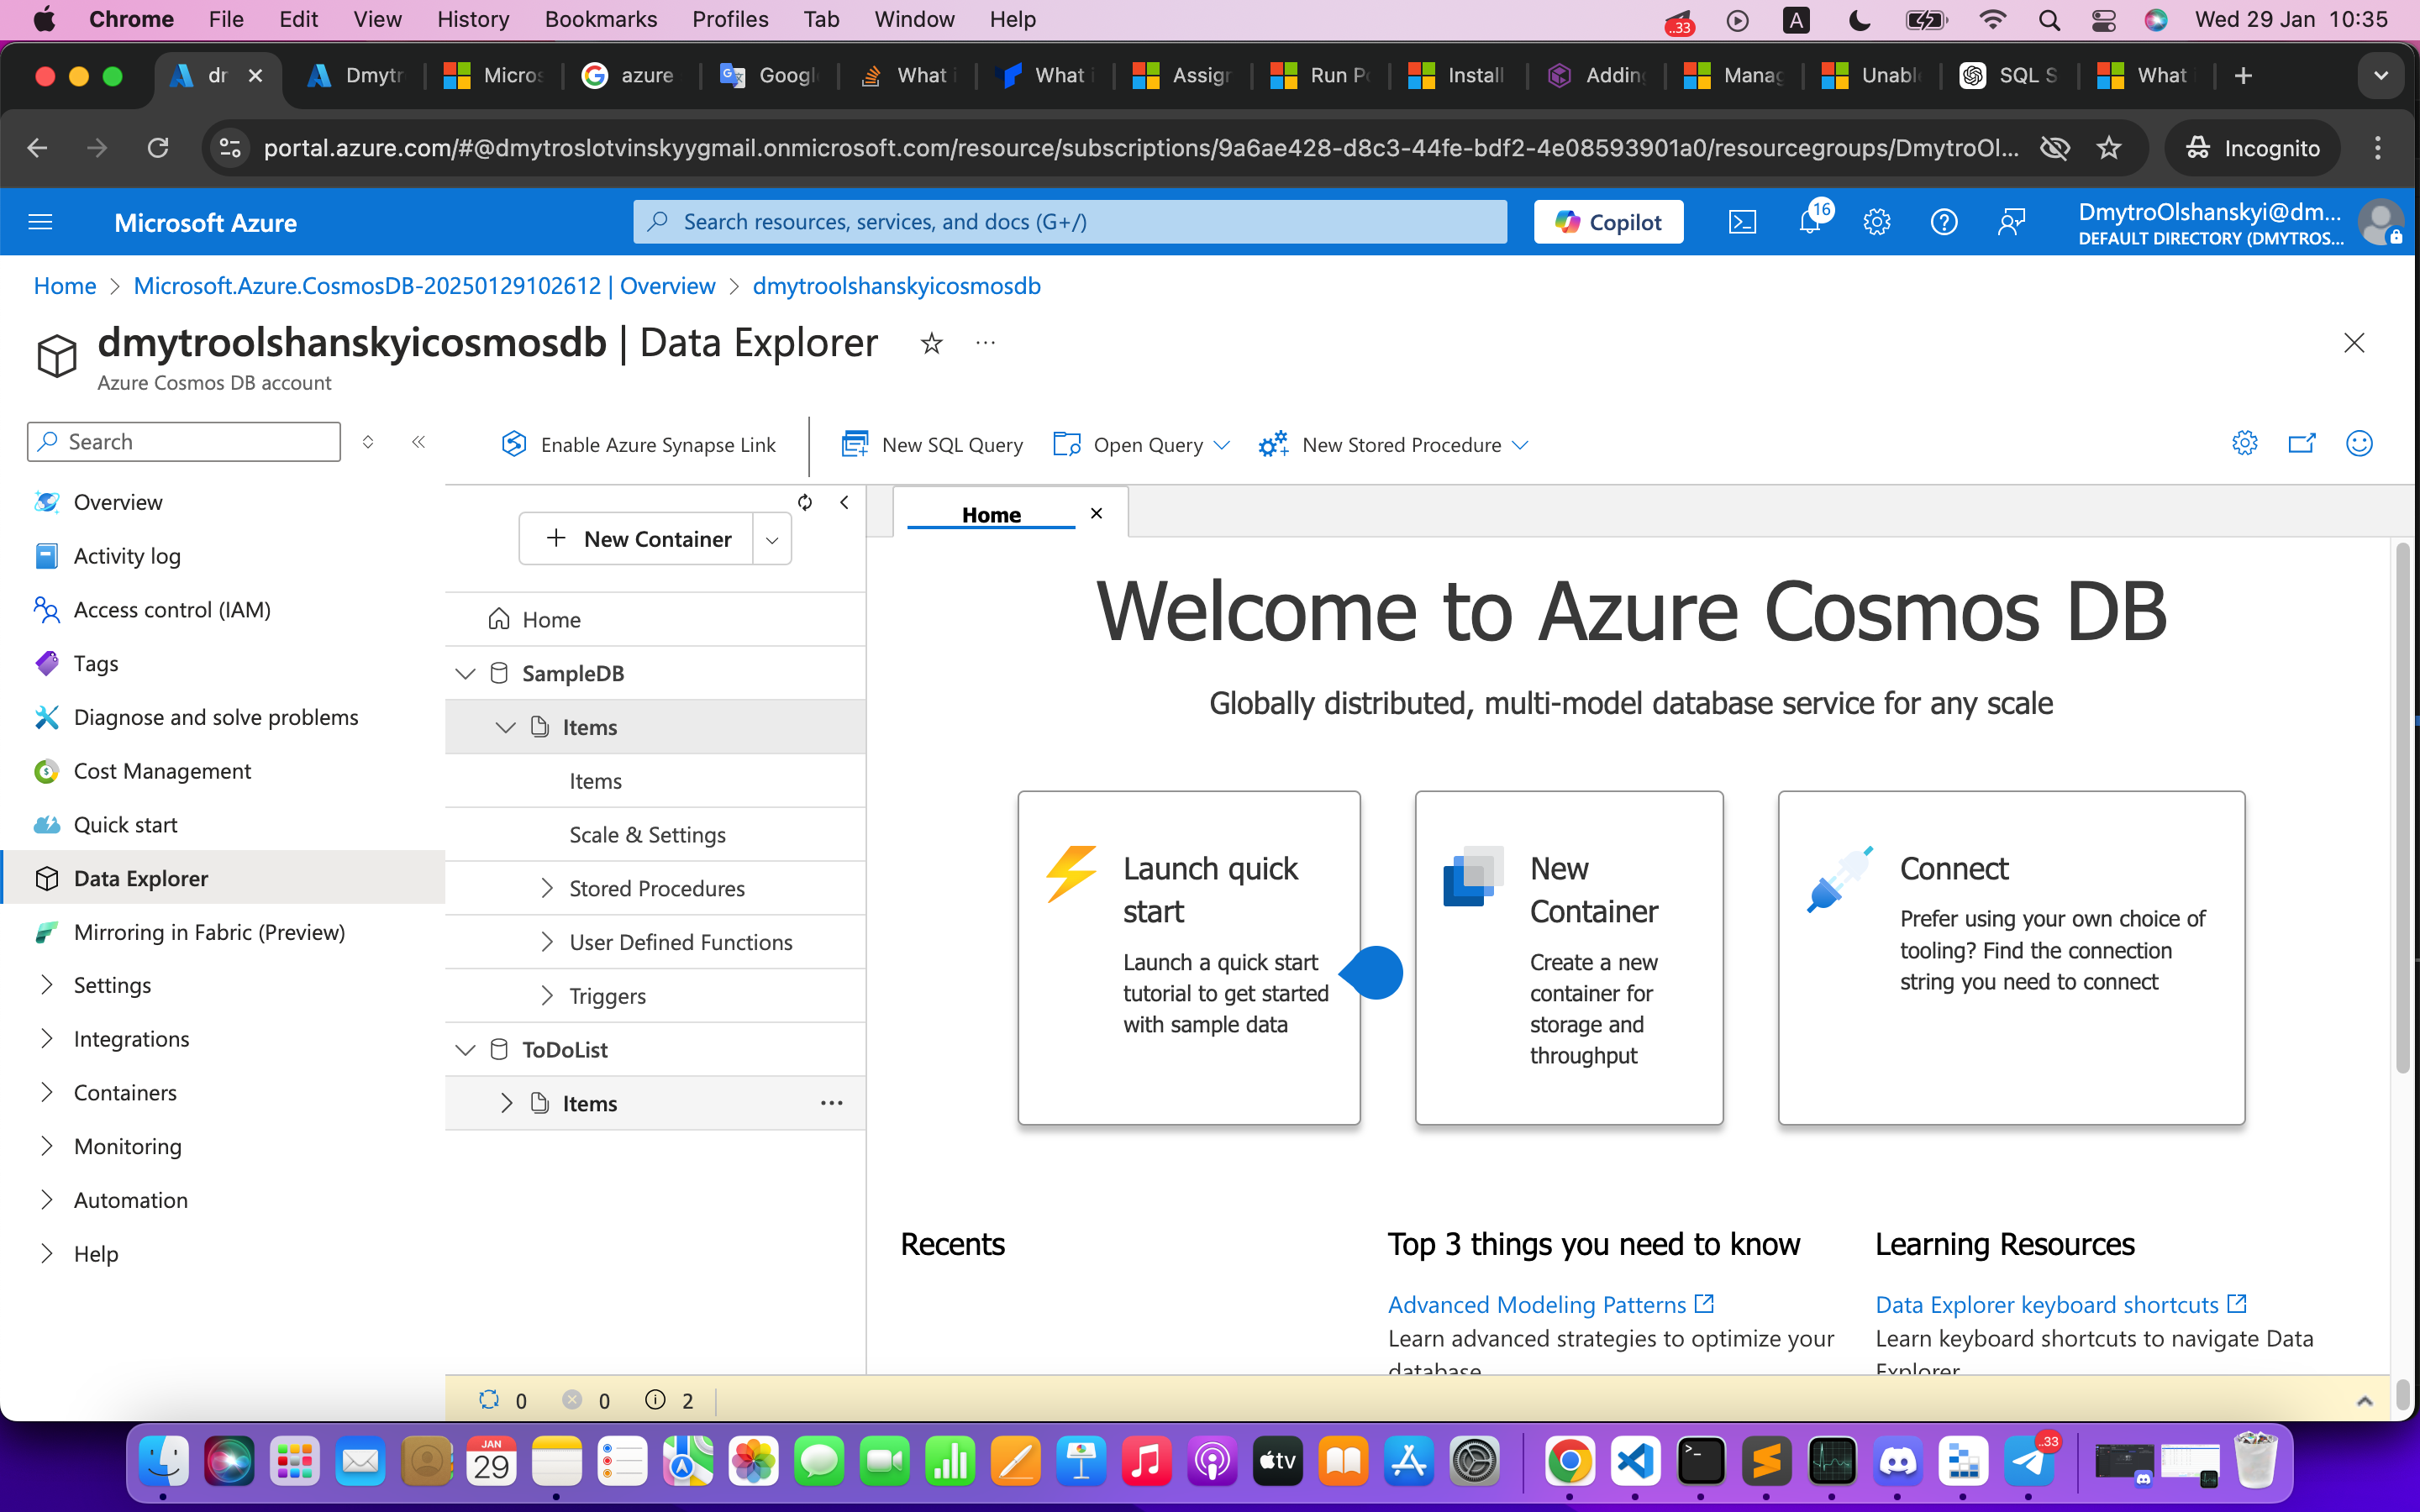 Chrome File Edit View History Bookmarks Profiles Tab Window Help ..33 A Wed 29 Jan 10:35
dr Dmytr Micros azure Googl What i What i Assign Run Po Install Adding Manag Unable SQL S What
portal.azure.com/#@dmytroslotvinskyygmail.onmicrosoft.com/resource/subscriptions/9a6ae428-d8c3-44fe-bdf2-4e08593901a0/resourcegroups/DmytroOl... Incognito
Microsoft Azure Search resources, services, and docs (G+/) Copilot 16 DmytroOlshanskyi@dm...
DEFAULT DIRECTORY (DMYTROS...
Home > Microsoft.Azure.CosmosDB-20250129102612 | Overview > dmytroolshanskyicosmosdb
dmytroolshanskyicosmosdb | Data Explorer
Azure Cosmos DB account
Search
Overview
Activity log
Access control (IAM)
Tags
Diagnose and solve problems
Cost Management
Quick start
Data Explorer
Mirroring in Fabric (Preview)
Settings
Integrations
Containers
Monitoring
Automation
Help
Enable Azure Synapse Link New SQL Query Open Query New Stored Procedure
+ New Container
Home
SampleDB
Items
Items
Scale & Settings
Stored Procedures
User Defined Functions
Triggers
ToDoList
Items
Home
Welcome to Azure Cosmos DB
Globally distributed, multi-model database service for any scale
Launch quick
start
Launch a quick start
tutorial to get started
with sample data
New
Container
Create a new
container for
storage and
throughput
Connect
Prefer using your own choice of
tooling? Find the connection
string you need to connect
Recents
Top 3 things you need to know
Advanced Modeling Patterns
Learn advanced strategies to optimize your
database
Learning Resources
Data Explorer keyboard shortcuts
Learn keyboard shortcuts to navigate Data
Explorer
0 0 2
JAN
29
tv
..33